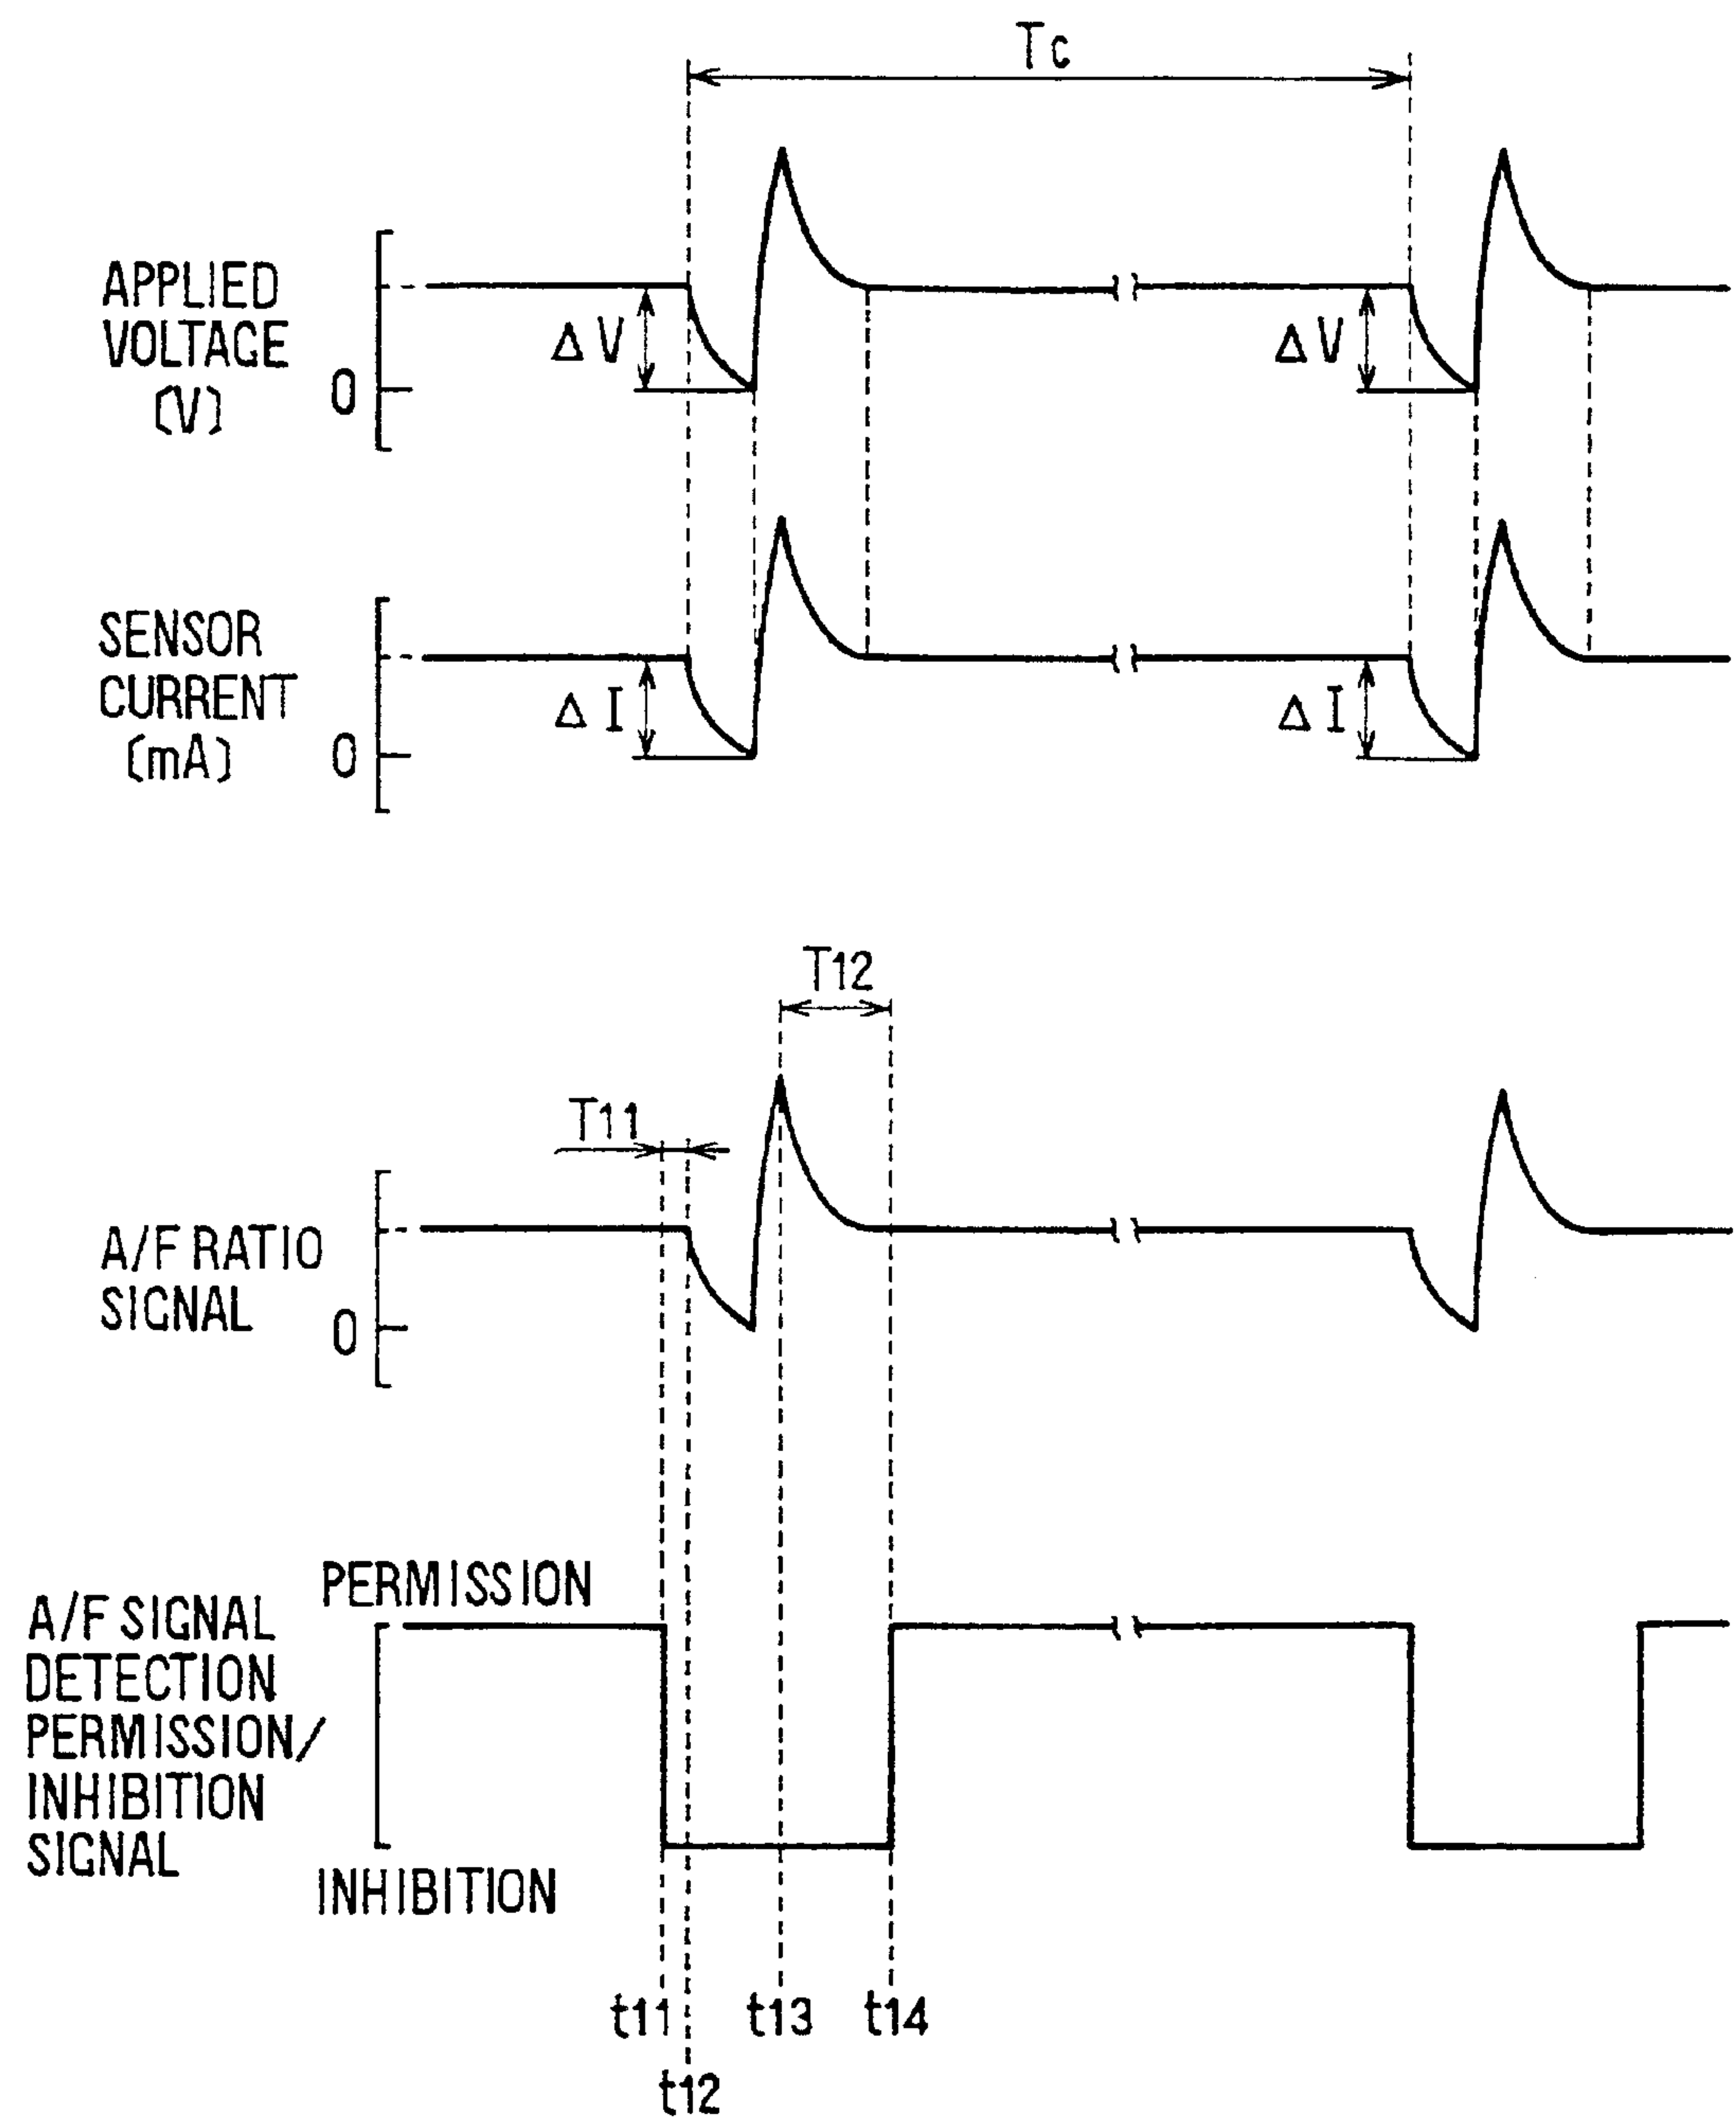 Tc
APPLIED
VOLTAGE
(V)
0
ΔV
ΔV
SENSOR
CURRENT
(mA)
0
ΔI
ΔI
T12
T11
A/F RATIO
SIGNAL
0
PERMISSION
A/F SIGNAL
DETECTION
PERMISSION/
INHIBITION
SIGNAL
INHIBITION
t11
t13
t14
t12